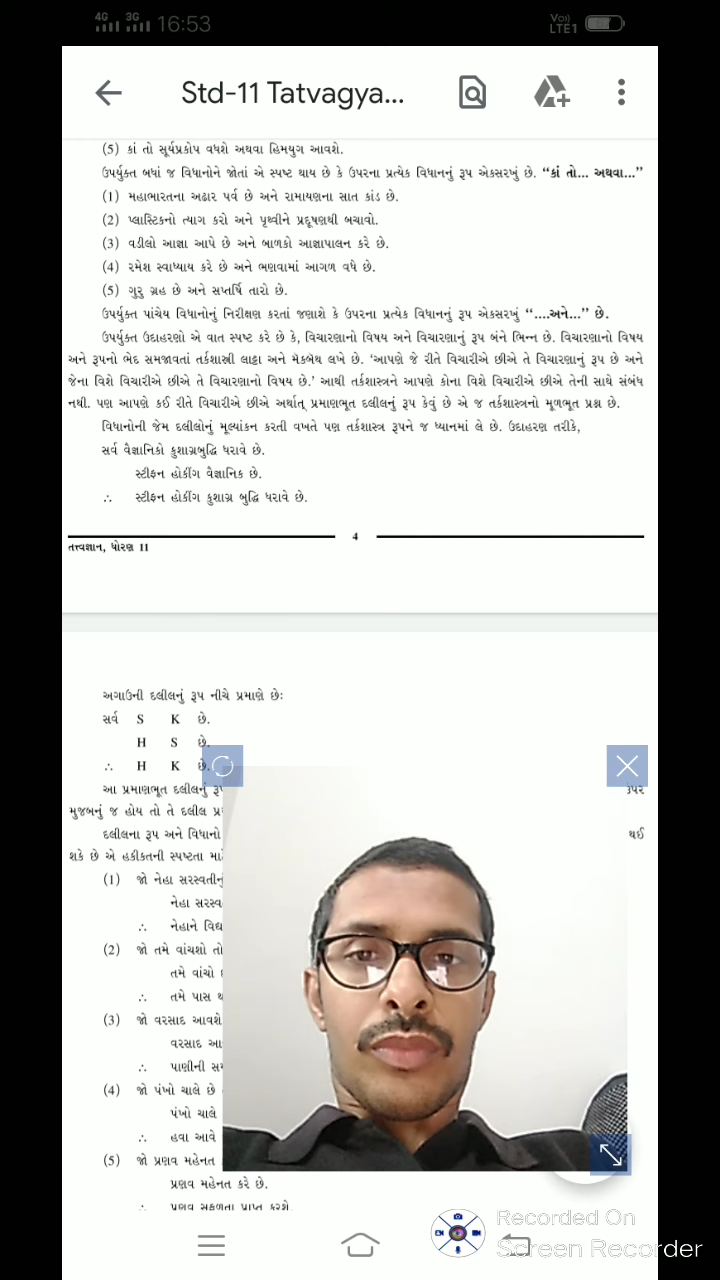 4G 3G 16:53 Vo)) LTE1
Std-11 Tatvagya...
(5) કાં તો સૂર્યપ્રકોપ વધશે અથવા હિમયુગ આવશે.
ઉપર્યુક્ત બધાં જ વિધાનોને જોતાં એ સ્પષ્ટ થાય છે કે ઉપરના પ્રત્યેક વિધાનનું રૂપ એકસરખું છે. “કાં તો... અથવા...”
(1) મહાભારતના અઢાર પર્વ છે અને રામાયણના સાત કાંડ છે.
(2) પ્લાસ્ટિકનો ત્યાગ કરો અને પૃથ્વીને પ્રદૂષણથી બચાવો.
(3) વડીલો આજ્ઞા આપે છે અને બાળકો આજ્ઞાપાલન કરે છે.
(4) રમેશ સ્વાધ્યાય કરે છે અને ભણવામાં આગળ વધે છે.
(5) ગુરુ ગ્રહ છે અને સપ્તર્ષિ તારો છે.
ઉપર્યુક્ત પાંચેય વિધાનોનું નિરીક્ષણ કરતાં જણાશે કે ઉપરના પ્રત્યેક વિધાનનું રૂપ એકસરખું “....અને...” છે.
ઉપર્યુક્ત ઉદાહરણો એ વાત સ્પષ્ટ કરે છે કે, વિચારણાનો વિષય અને વિચારણાનું રૂપ બંને ભિન્ન છે. વિચારણાનો વિષય
અને રૂપનો ભેદ સમજાવતાં તર્કશાસ્ત્રી લાટ્ટા અને મૅકબેથ લખે છે. ‘આપણે જે રીતે વિચારીએ છીએ તે વિચારણાનું રૂપ છે અને
જેના વિશે વિચારીએ છીએ તે વિચારણાનો વિષય છે.’ આથી તર્કશાસ્ત્રને આપણે કોના વિશે વિચારીએ છીએ તેની સાથે સંબંધ
નથી. પણ આપણે કઈ રીતે વિચારીએ છીએ અર્થાત્ પ્રમાણભૂત દલીલનું રૂપ કેવું છે એ જ તર્કશાસ્ત્રનો મૂળભૂત પ્રશ્ન છે.
વિધાનોની જેમ દલીલોનું મૂલ્યાંકન કરતી વખતે પણ તર્કશાસ્ત્ર રૂપને જ ધ્યાનમાં લે છે. ઉદાહરણ તરીકે,
સર્વ વૈજ્ઞાનિકો કુશાગ્રબુદ્ધિ ધરાવે છે.
સ્ટીફન હોકીંગ વૈજ્ઞાનિક છે.
∴ સ્ટીફન હોકીંગ કુશાગ્ર બુદ્ધિ ધરાવે છે.
4
તત્ત્વજ્ઞાન, ધોરણ 11
અગાઉની દલીલનું રૂપ નીચે પ્રમાણે છેઃ
સર્વ S K છે.
H S છે.
∴ H K છે.
આ પ્રમાણભૂત દલીલનું
મુજબનું જ હોય તો તે દલીલ
દલીલના રૂપ અને વિધાનો થઈ
શકે છે એ હકીકતની સ્પષ્ટતા
(1) જો નેહા
નેહા
∴ નેહાને
(2) જો તમે વાંચશો તો
તમે વાંચો
∴ તમે પાસ
(3) જો વરસાદ આવશે
વરસાદ
∴ પાણીની
(4) જો પંખો ચાલે છે
પંખો ચાલે
∴ હવા આવે
(5) જો પ્રણવ મહેનત
પ્રણવ મહેનત કરે છે.
∴ પ્રણવ સફળતા પ્રાપ્ત કરશે.
Recorded On
Screen Recorder